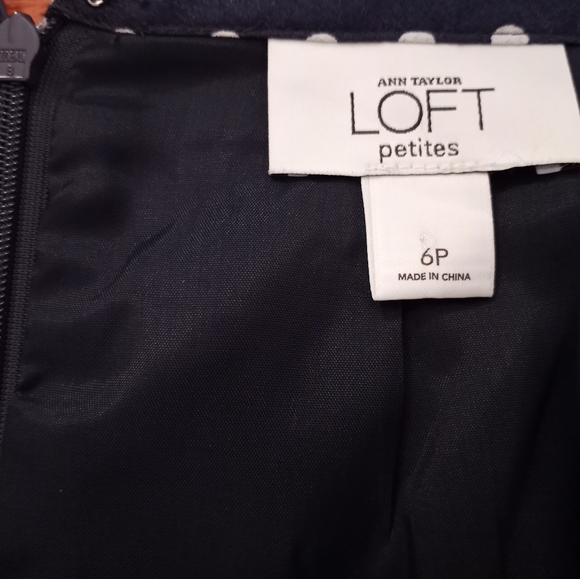 ANN TAYLOR
LOFT
petites
6P
MADE IN CHINA